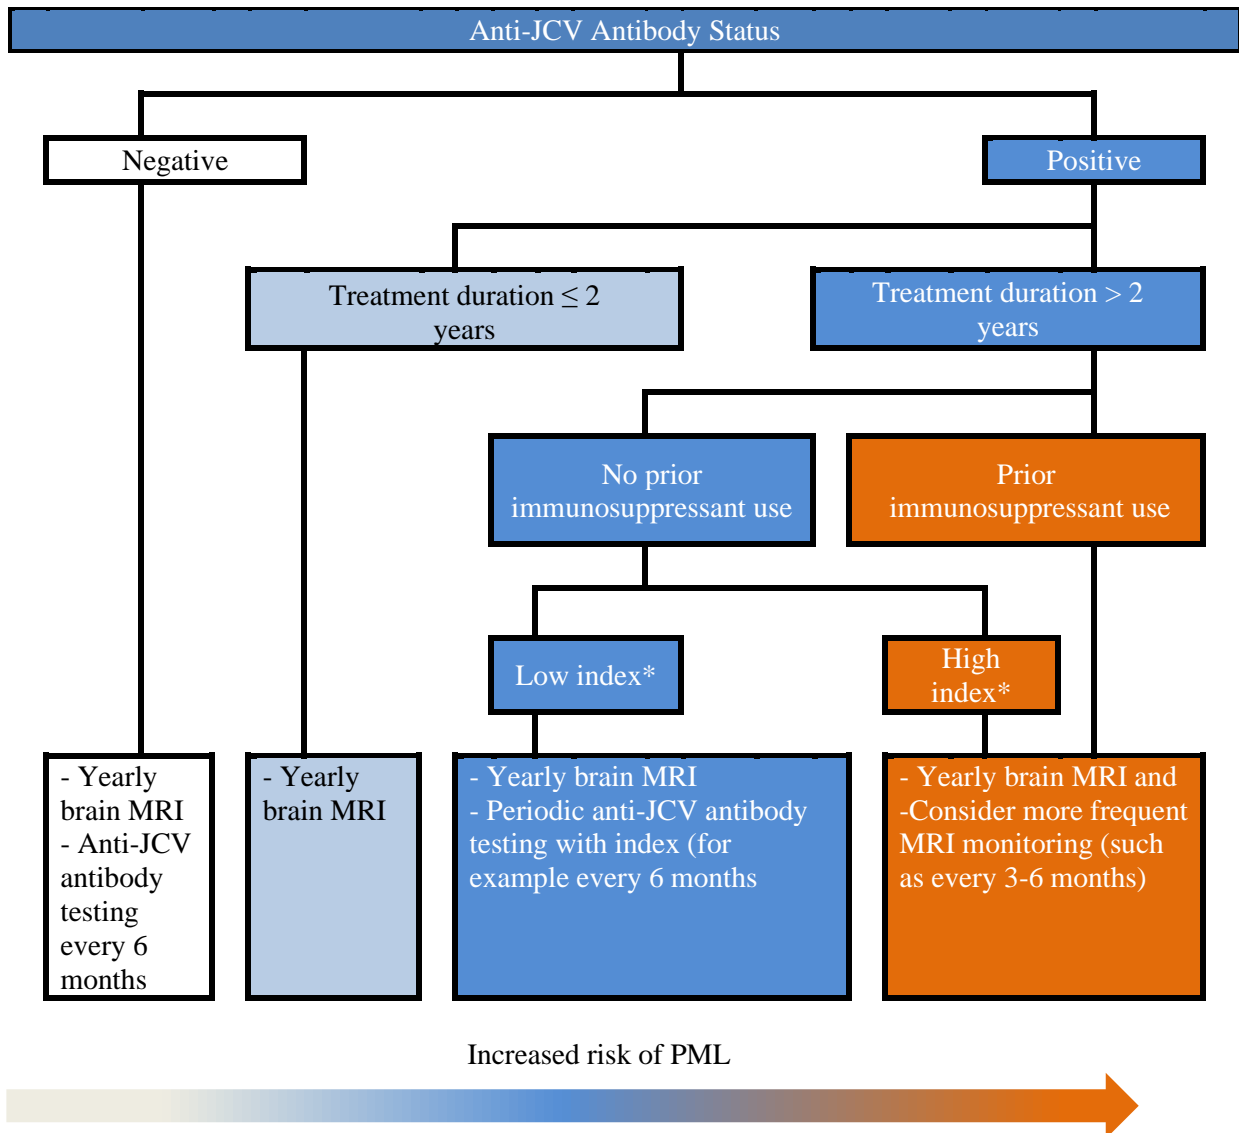 Anti-JCV Antibody Status
Negative
Positive
Treatment duration ≤ 2
years
Treatment duration > 2
years
No prior
immunosuppressant use
Prior
immunosuppressant use
Low index*
High
index*
- Yearly
brain MRI
- Anti-JCV
antibody
testing
every 6
months
- Yearly
brain MRI
- Yearly brain MRI
- Periodic anti-JCV antibody
testing with index (for
example every 6 months
- Yearly brain MRI and
-Consider more frequent
MRI monitoring (such
as every 3-6 months)
Increased risk of PML